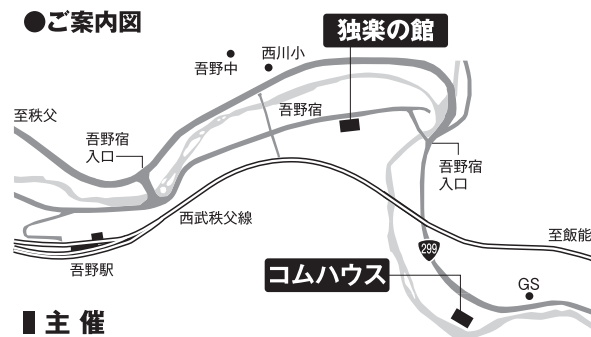 ●ご案内図
独楽の館
西川小
吾野中
吾野宿
至秩父
吾野宿
入口
吾野宿
入口
西武秩父線
至飯能
299
吾野駅
コムハウス
GS
主催